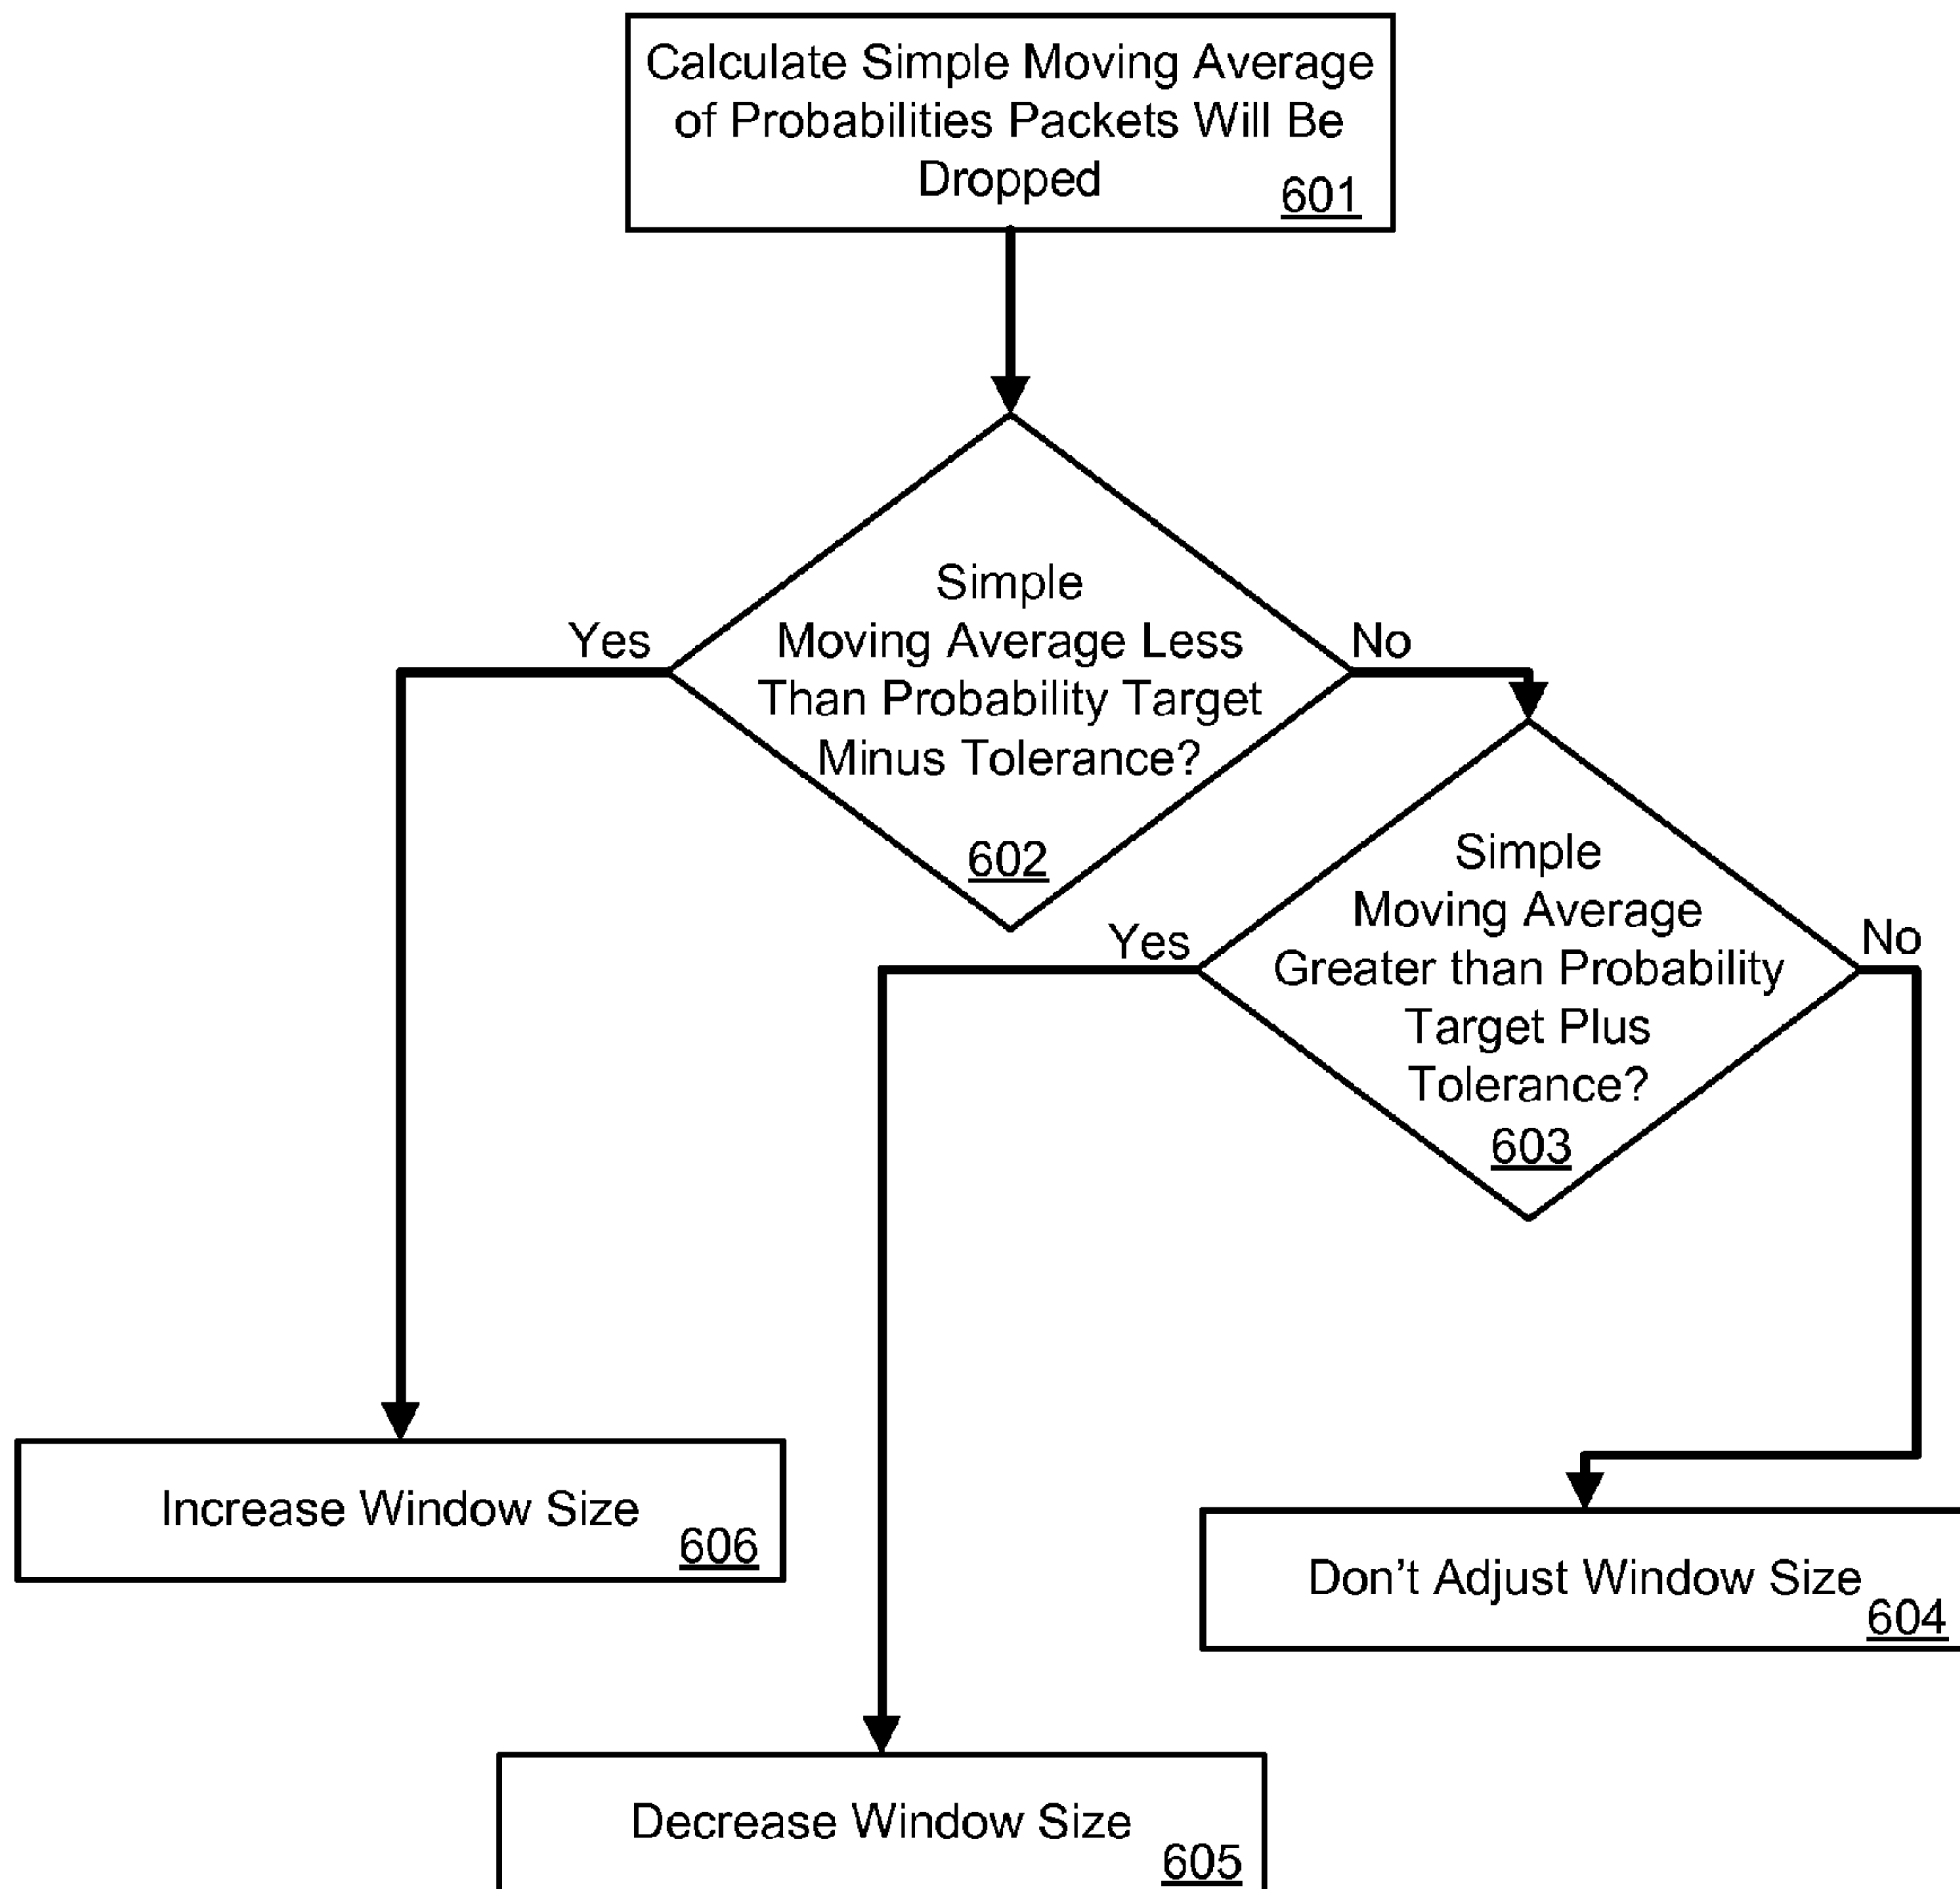 Calculate Simple Moving Average
of Probabilities Packets Will Be
Dropped
601
Simple
Moving Average Less
Than Probability Target
Minus Tolerance?
602
Yes
No
Simple
Moving Average
Greater than Probability
Target Plus
Tolerance?
603
Yes
No
Increase Window Size
606
Don't Adjust Window Size
604
Decrease Window Size
605